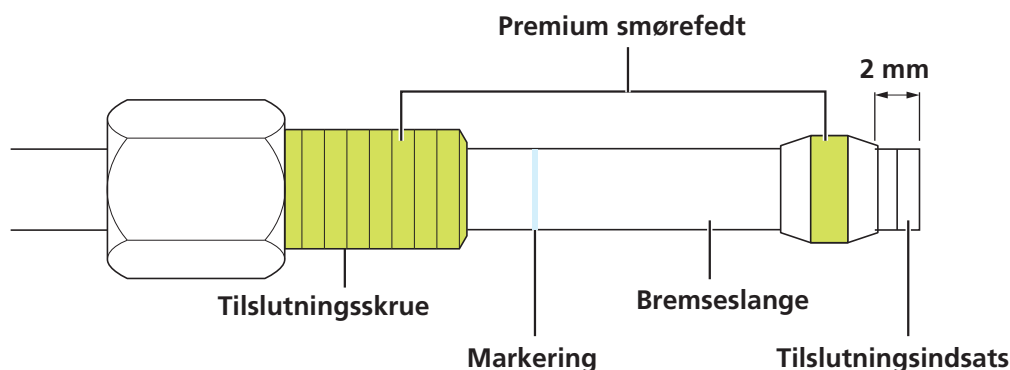 Premium smørefedt
2 mm
Tilslutningsskrue
Bremseslange
Markering
Tilslutningsindsats